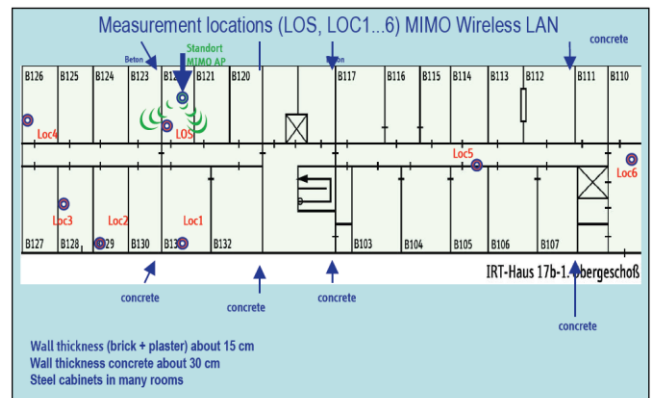 Measurement locations (LOS, LOC1...6) MIMO Wireless LAN
concrete
Standort
MIMO AP
Beton
B126 B125 B124 B123 B121 B120 B117 B116 B115 B114 B113 B112 B111 B110
Loc4
LOS
Loc5
Loc6
Loc3
Loc2
Loc1
B127 B128 B130 B132 B103 B104 B105 B106 B107
IRT-Haus 17b-1.
concrete
concrete
concrete
concrete
Wall thickness (brick + plaster) about 15 cm
Wall thickness concrete about 30 cm
Steel cabinets in many rooms